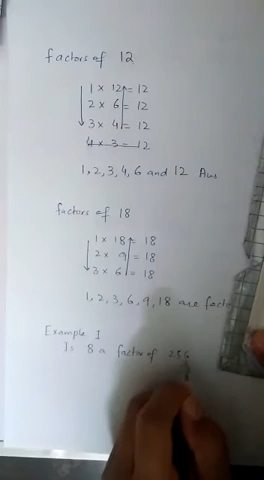 factors of 12
1 × 12 = 12
2 × 6 = 12
3 × 4 = 12
4 × 3 = 12
1, 2, 3, 4, 6 and 12 Ans
factors of 18
1 × 18 = 18
2 × 9 = 18
3 × 6 = 18
1, 2, 3, 6, 9, 18 are facto
Example 1
Is 8 a factor of 256